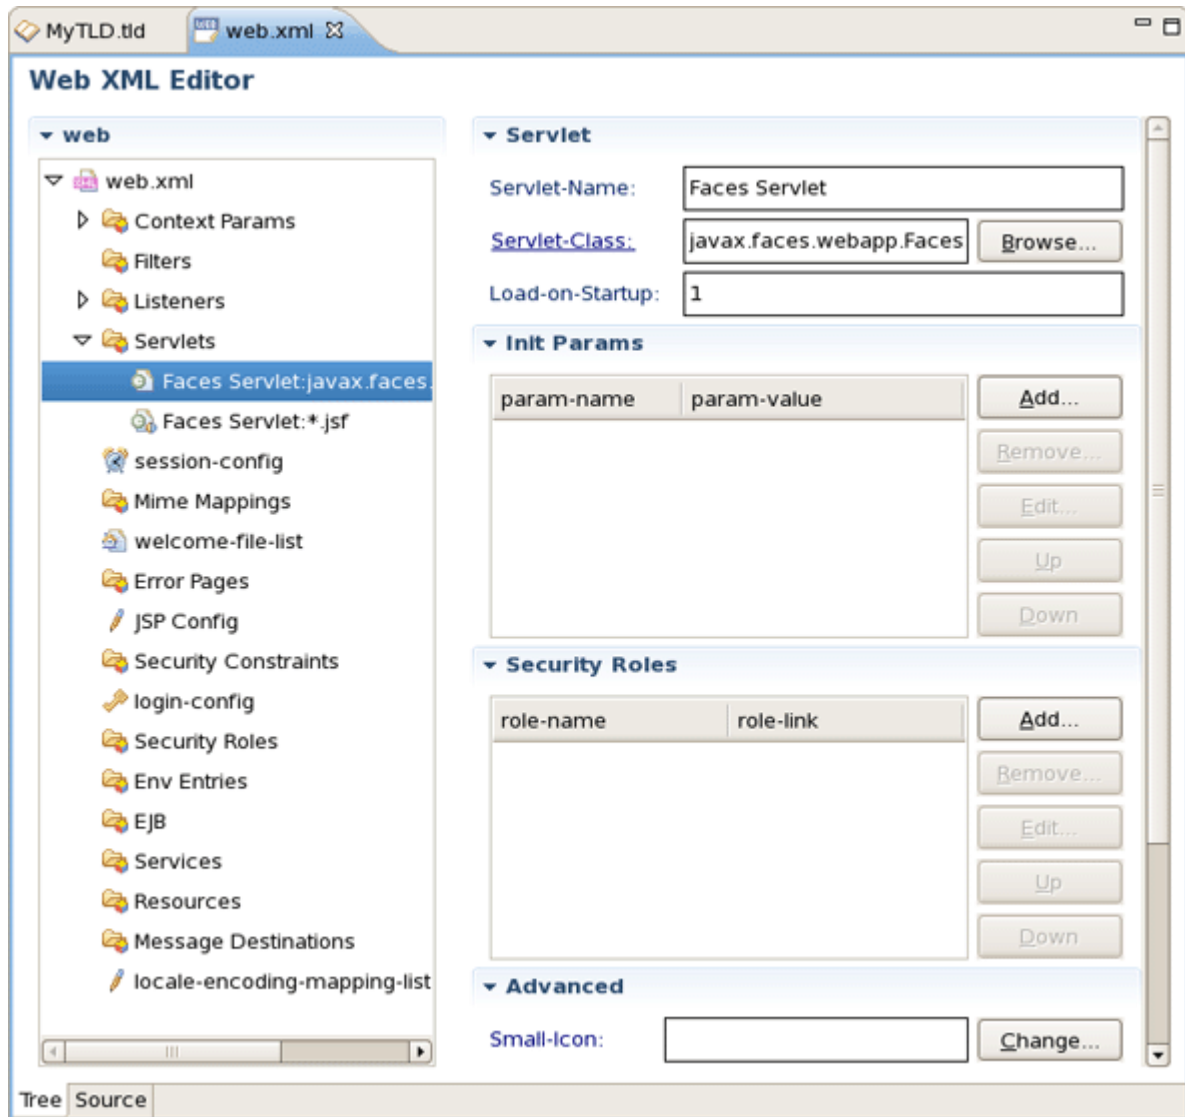 MyTLD.tld
web.xml
Web XML Editor
web
web.xml
Context Params
Filters
Listeners
Servlets
Faces Servlet:javax.faces.
Faces Servlet:*.jsf
session-config
Mime Mappings
welcome-file-list
Error Pages
JSP Config
Security Constraints
login-config
Security Roles
Env Entries
EJB
Services
Resources
Message Destinations
locale-encoding-mapping-list
Servlet
Servlet-Name: Faces Servlet
Servlet-Class: javax.faces.webapp.Faces Browse...
Load-on-Startup: 1
Init Params
param-name param-value
Add...
Remove...
Edit...
Up
Down
Security Roles
role-name role-link
Add...
Remove...
Edit...
Up
Down
Advanced
Small-Icon: Change...
Tree Source